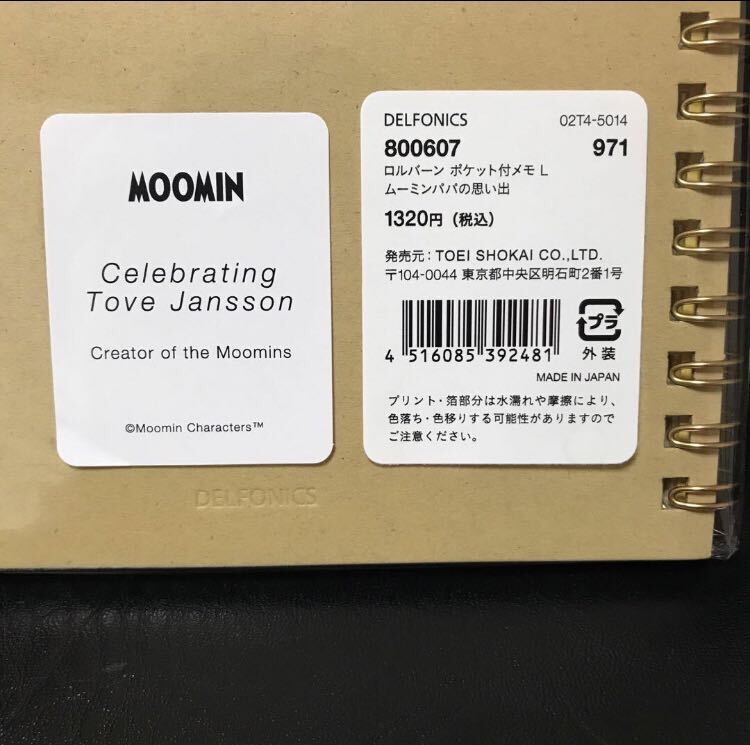 MOOMIN
Celebrating
Tove Jansson
Creator of the Moomins
©Moomin Characters™
DELFONICS 02T4-5014
800607 971
ロルバーン ポケット付メモ L
ムーミンパパの思い出
1320円（税込）
発売元：TOEI SHOKAI CO.,LTD.
〒104-0044 東京都中央区明石町2番1号
4 516085 392481
プラ
外装
MADE IN JAPAN
プリント・箔部分は水濡れや摩擦により、
色落ち・色移りする可能性がありますので
ご注意ください。
DELFONICS